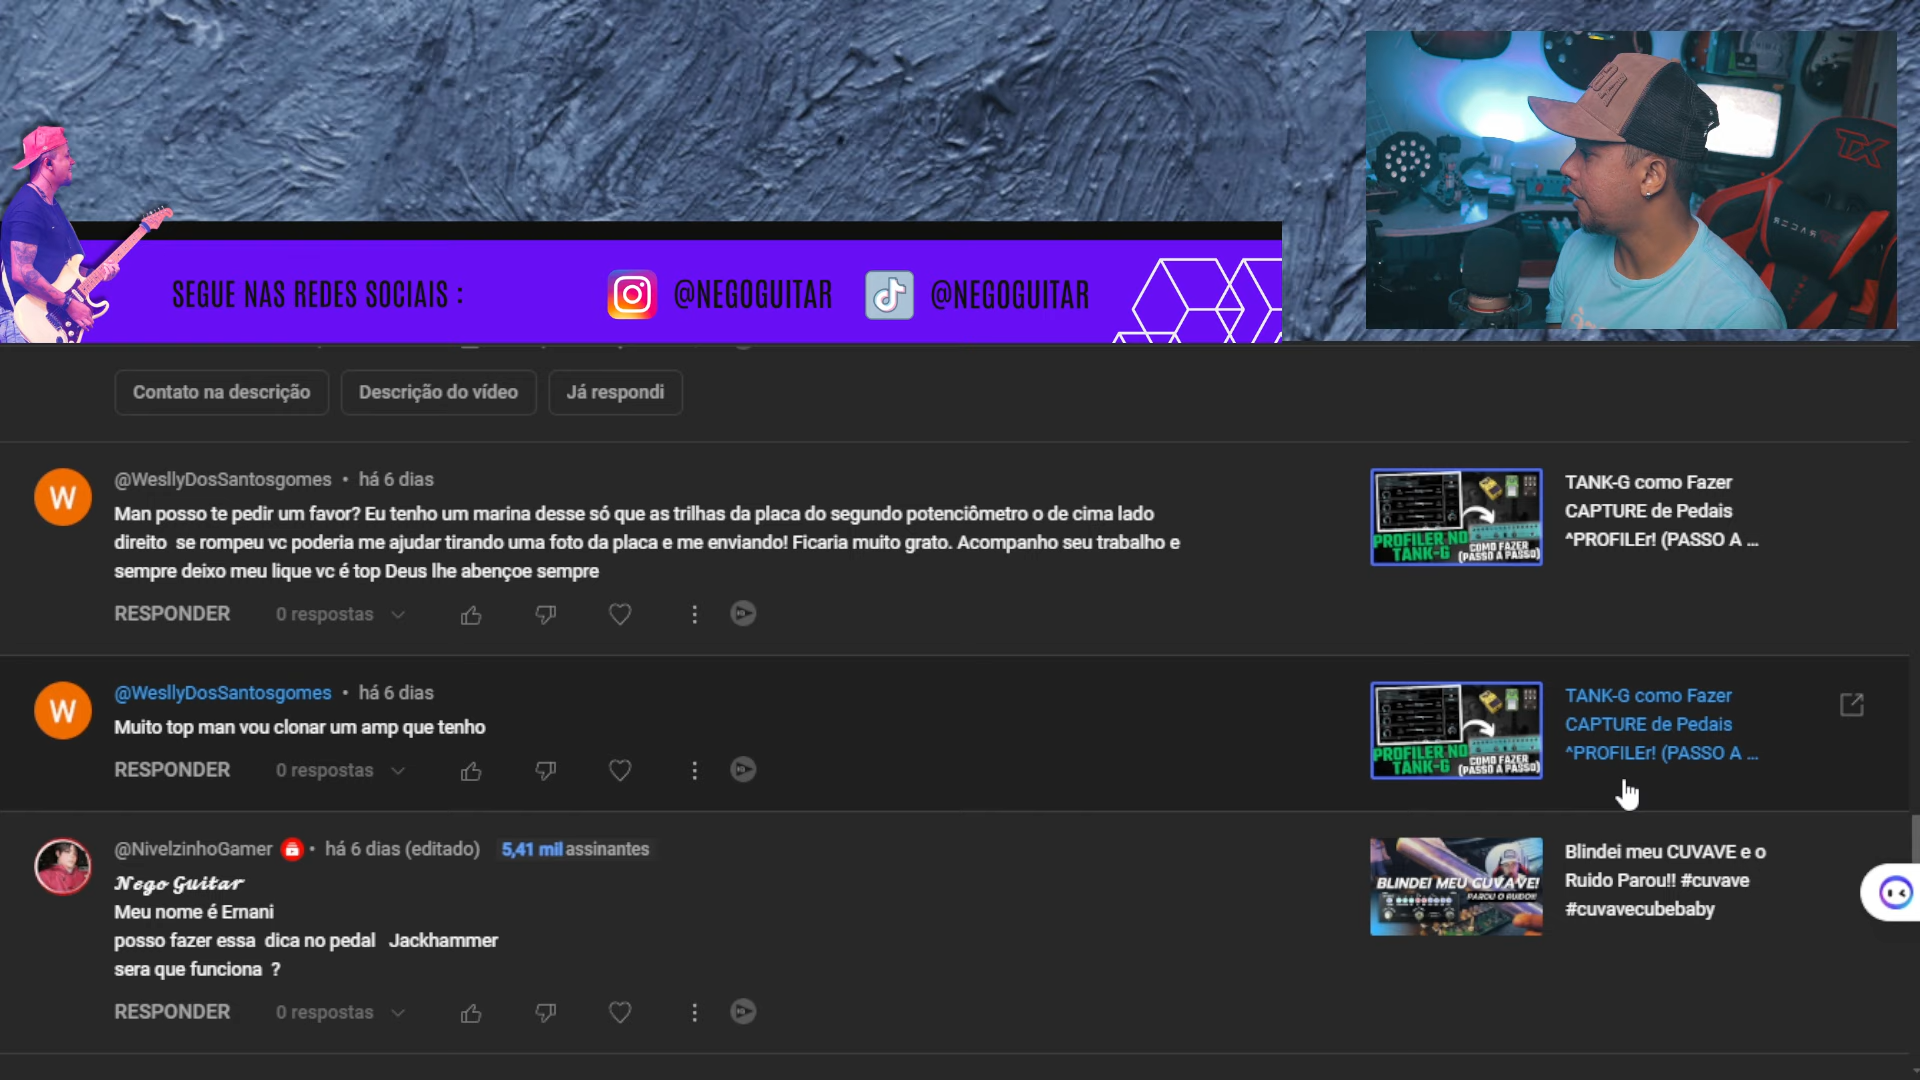 SEGUE NAS REDES SOCIAIS :
@NEGOGUITAR
@NEGOGUITAR
TX
RACER
Contato na descrição
Descrição do vídeo
Já respondi
W
@WesllyDosSantosgomes • há 6 dias
Man posso te pedir um favor? Eu tenho um marina desse só que as trilhas da placa do segundo potenciômetro o de cima lado
direito se rompeu vc poderia me ajudar tirando uma foto da placa e me enviando! Ficaria muito grato. Acompanho seu trabalho e
sempre deixo meu lique vc é top Deus lhe abençoe sempre
RESPONDER
0 respostas
PROFILER NO
TANK-G
COMO FAZER
(PASSO A PASSO)
TANK-G como Fazer
CAPTURE de Pedais
^PROFILEr! (PASSO A ...
W
@WesllyDosSantosgomes • há 6 dias
Muito top man vou clonar um amp que tenho
RESPONDER
0 respostas
PROFILER NO
TANK-G
COMO FAZER
(PASSO A PASSO)
TANK-G como Fazer
CAPTURE de Pedais
^PROFILEr! (PASSO A ...
@NivelzinhoGamer • há 6 dias (editado) 5,41 mil assinantes
𝓝𝓮𝓰𝓸 𝓖𝓾𝓲𝓽𝓪𝓻
Meu nome é Ernani
posso fazer essa dica no pedal Jackhammer
sera que funciona ?
RESPONDER
0 respostas
BLINDEI MEU CUVAVE!
PAROU O RUIDO!!!
Blindei meu CUVAVE e o
Ruido Parou!! #cuvave
#cuvavecubebaby